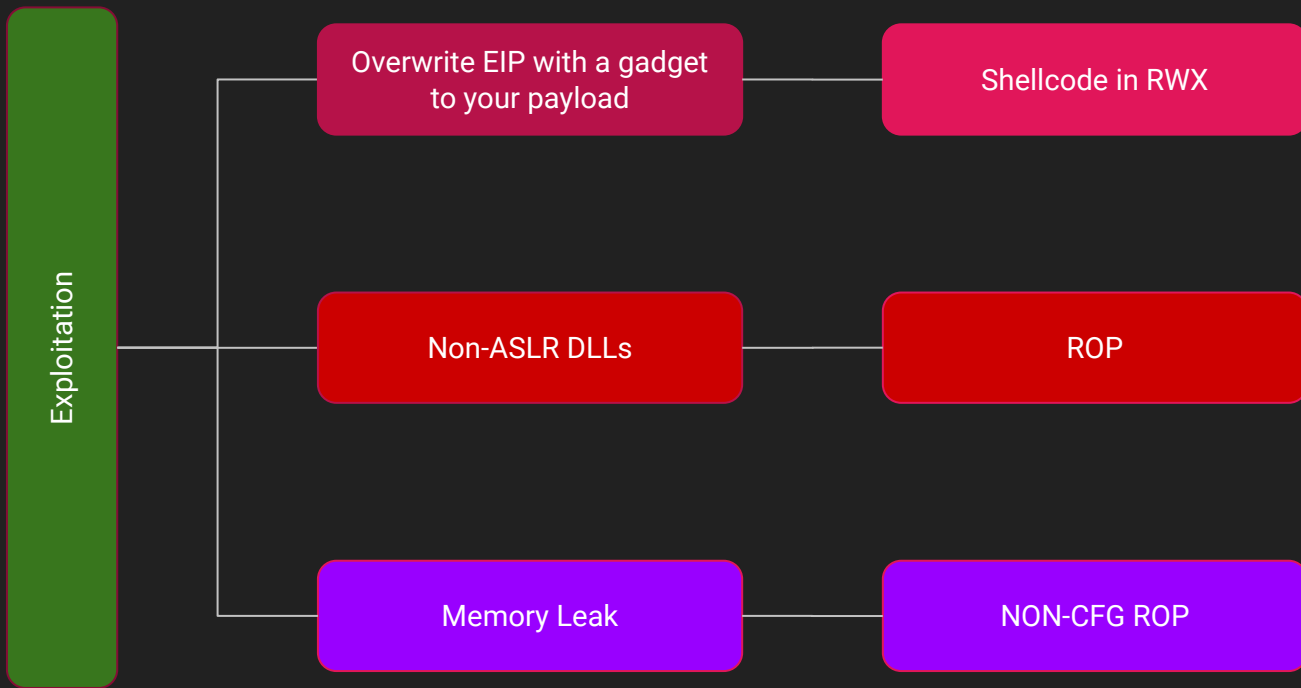 Exploitation
Overwrite EIP with a gadget
to your payload
Shellcode in RWX
Non-ASLR DLLs
ROP
Memory Leak
NON-CFG ROP